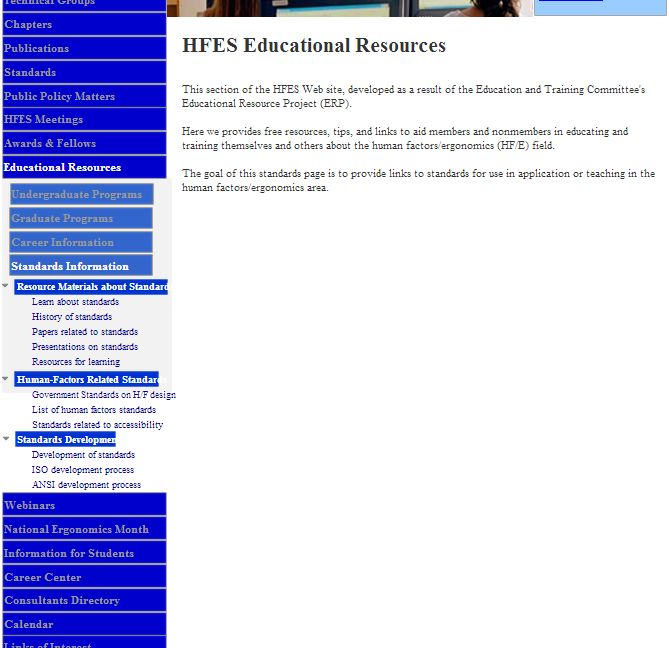 Technical Groups
Chapters
Publications
Standards
Public Policy Matters
HFES Meetings
Awards & Fellows
Educational Resources
Undergraduate Programs
Graduate Programs
Career Information
Standards Information
Resource Materials about Standard
Learn about standards
History of standards
Papers related to standards
Presentations on standards
Resources for learning
Human-Factors Related Standards
Government Standards on H/F design
List of human factors standards
Standards related to accessibility
Standards Developmen
Development of standards
ISO development process
ANSI development process
Webinars
National Ergonomics Month
Information for Students
Career Center
Consultants Directory
Calendar
Links of Interest
HFES Educational Resources
This section of the HFES Web site, developed as a result of the Education and Training Committee's
Educational Resource Project (ERP).
Here we provides free resources, tips, and links to aid members and nonmembers in educating and
training themselves and others about the human factors/ergonomics (HF/E) field.
The goal of this standards page is to provide links to standards for use in application or teaching in the
human factors/ergonomics area.